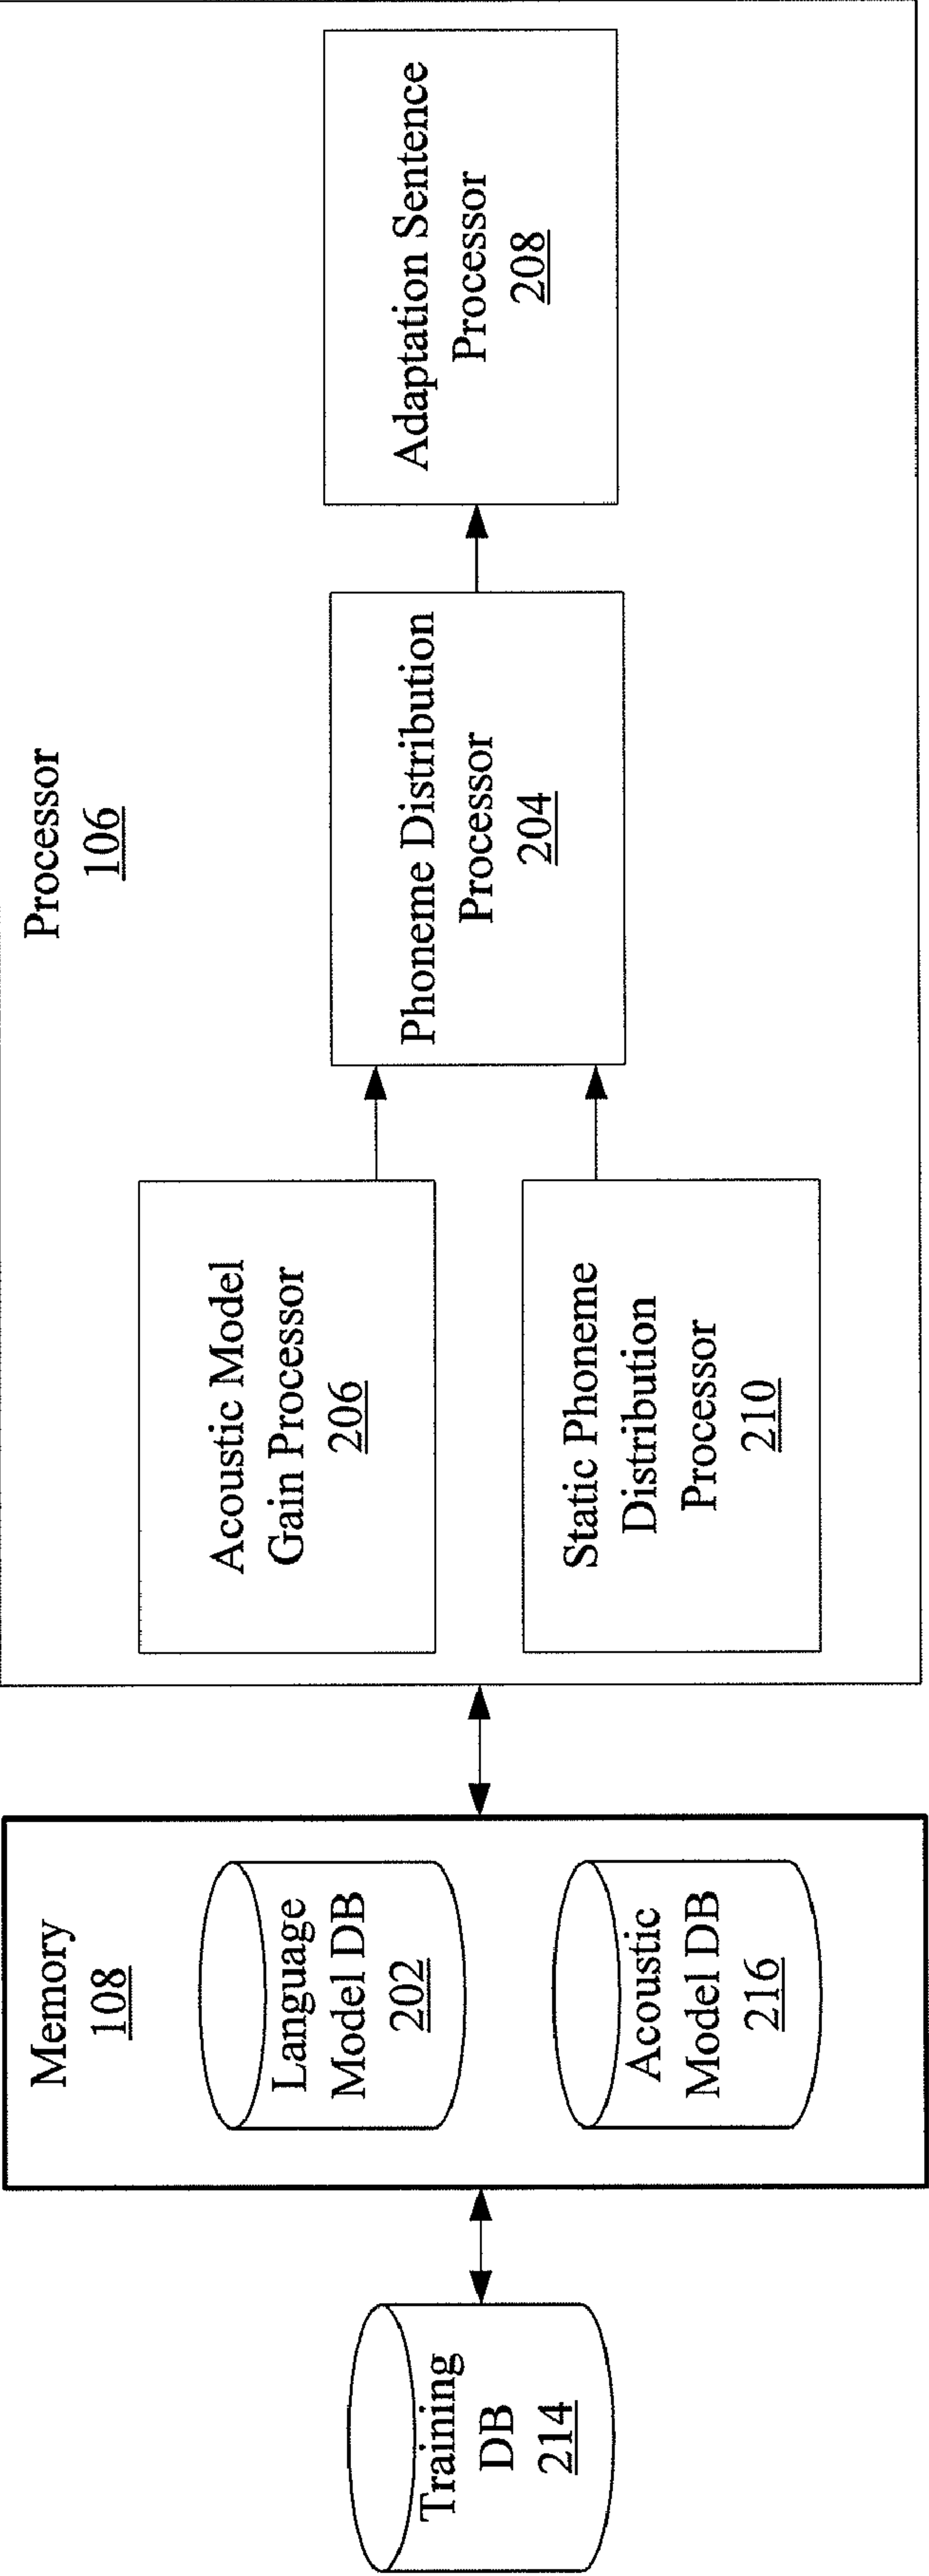 Training
DB
214
Memory
108
Language
Model DB
202
Acoustic
Model DB
216
Processor
106
Acoustic Model
Gain Processor
206
Static Phoneme
Distribution
Processor
210
Phoneme Distribution
Processor
204
Adaptation Sentence
Processor
208